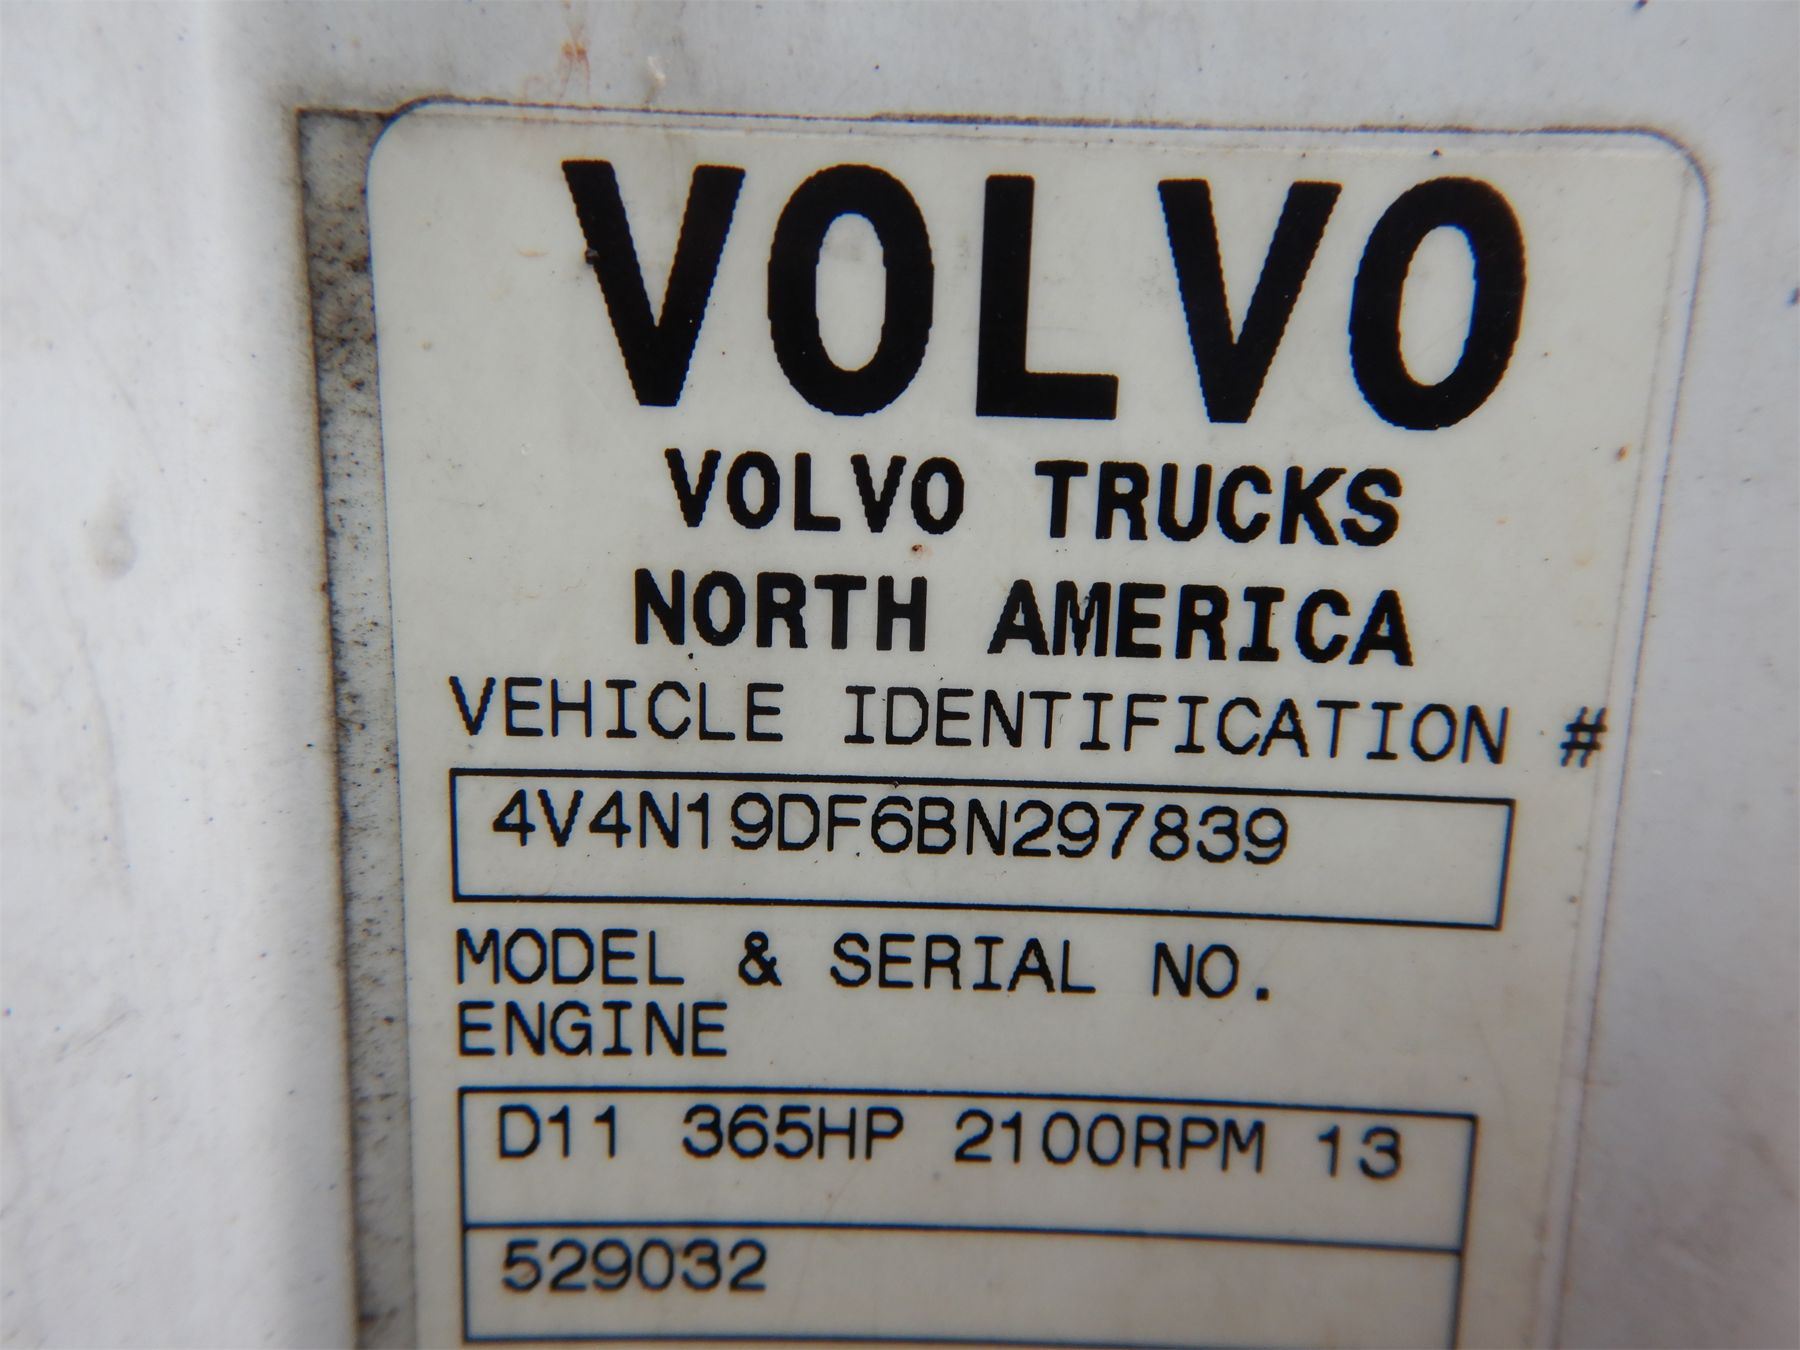 VOLVO
VOLVO TRUCKS
NORTH AMERICA
VEHICLE IDENTIFICATION #
4V4N19DF6BN297839
MODEL & SERIAL NO.
ENGINE
D11 365HP 2100RPM 13
529032